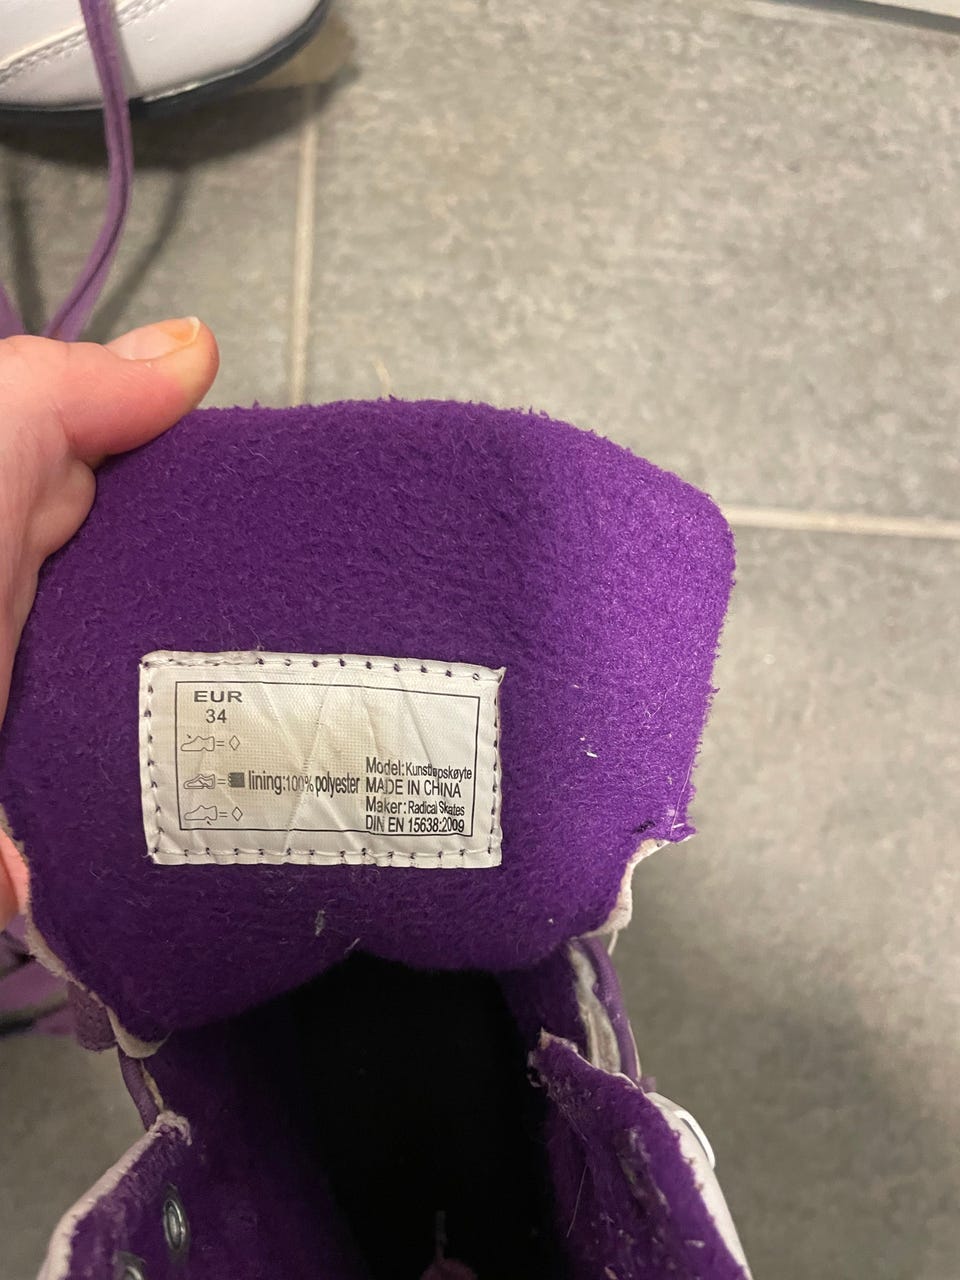 EUR
34
lining:100% polyester
Model: Kunstløpskøyte
MADE IN CHINA
Maker: Radical Skates
DIN EN 15638:2009